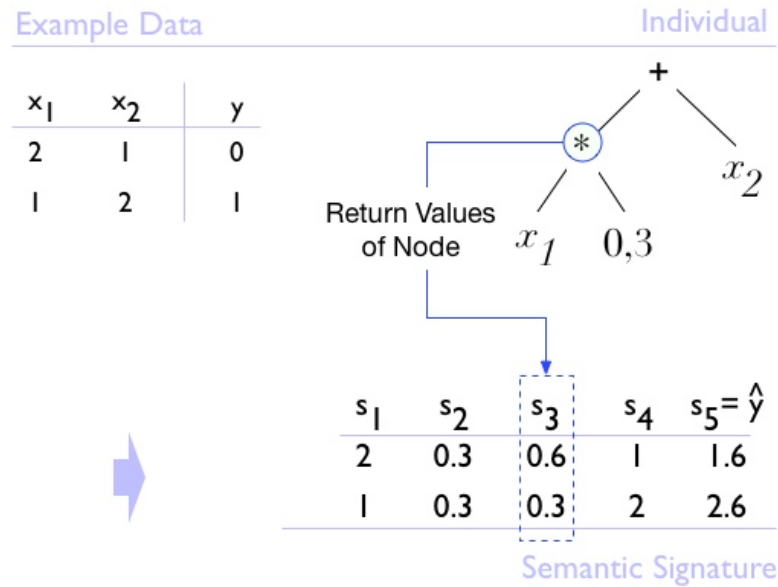 Example Data
Individual
x1 x2 y
2 1 0
1 2 1
+
*
x2
x1 0,3
Return Values
of Node
s1 s2 s3 s4 s5= ŷ
2 0.3 0.6 1 1.6
1 0.3 0.3 2 2.6
Semantic Signature